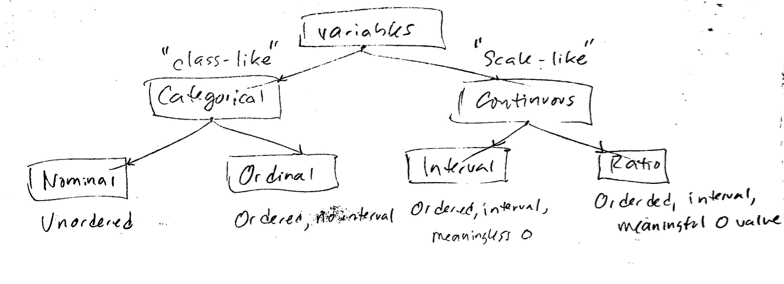 variables
"class-like"
"Scale-like"
Categorical
Continuous
Nominal
Ordinal
Interval
Ratio
Unordered
Ordered, no interval
Ordered, interval,
meaningless 0
Orderded, interval,
meaningful 0 value